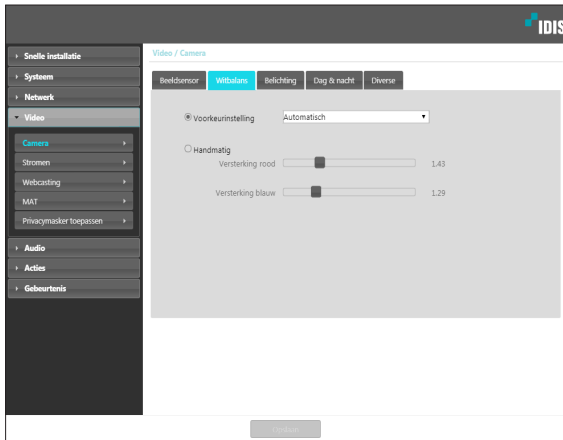 IDIS
Snelle installatie
Systeem
Netwerk
Video
Camera
Stromen
Webcasting
MAT
Privacymasker toepassen
Audio
Acties
Gebeurtenis
Video / Camera
Beeldsensor Witbalans Belichting Dag & nacht Diverse
Voorkeurinstelling Automatisch
Handmatig
Versterking rood 1.43
Versterking blauw 1.29